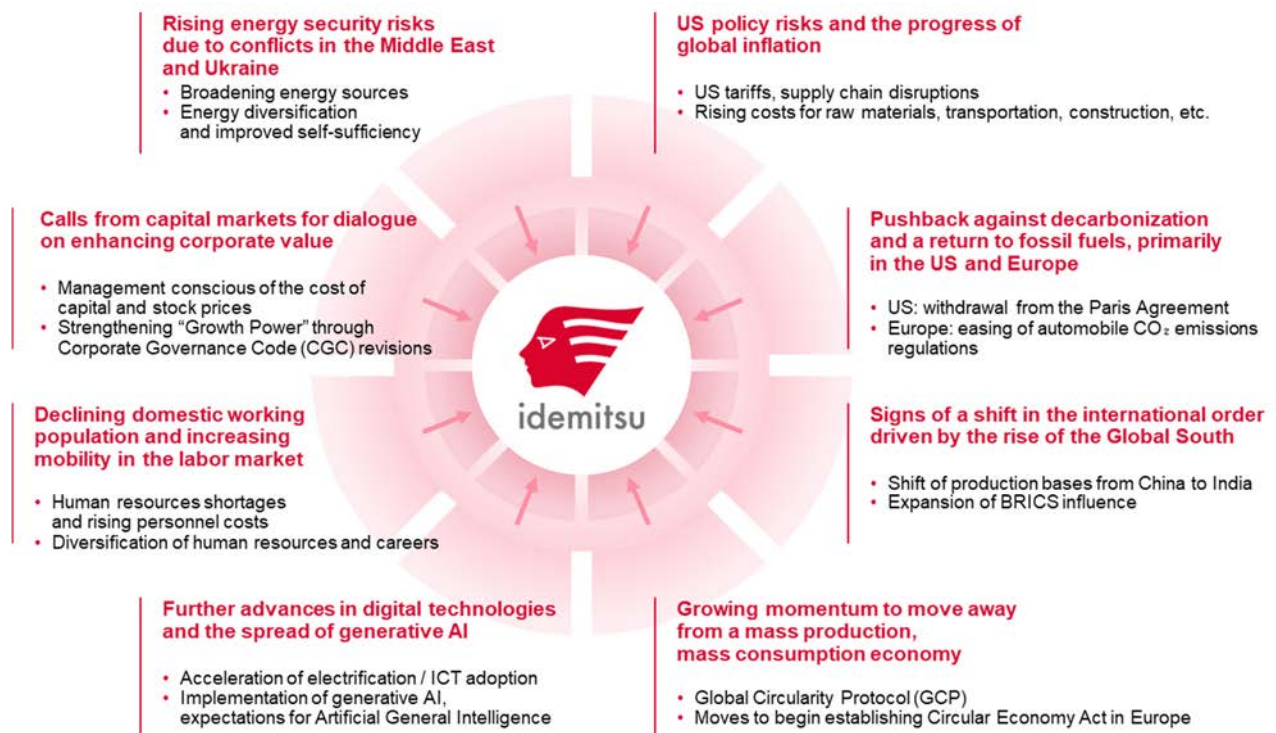 Rising energy security risks
due to conflicts in the Middle East
and Ukraine
• Broadening energy sources
• Energy diversification
and improved self-sufficiency
US policy risks and the progress of
global inflation
• US tariffs, supply chain disruptions
• Rising costs for raw materials, transportation, construction, etc.
Calls from capital markets for dialogue
on enhancing corporate value
• Management conscious of the cost of
capital and stock prices
• Strengthening “Growth Power” through
Corporate Governance Code (CGC) revisions
Pushback against decarbonization
and a return to fossil fuels, primarily
in the US and Europe
• US: withdrawal from the Paris Agreement
• Europe: easing of automobile CO₂ emissions
regulations
idemitsu
Declining domestic working
population and increasing
mobility in the labor market
• Human resources shortages
and rising personnel costs
• Diversification of human resources and careers
Signs of a shift in the international order
driven by the rise of the Global South
• Shift of production bases from China to India
• Expansion of BRICS influence
Further advances in digital technologies
and the spread of generative AI
• Acceleration of electrification / ICT adoption
• Implementation of generative AI,
expectations for Artificial General Intelligence
Growing momentum to move away
from a mass production,
mass consumption economy
• Global Circularity Protocol (GCP)
• Moves to begin establishing Circular Economy Act in Europe